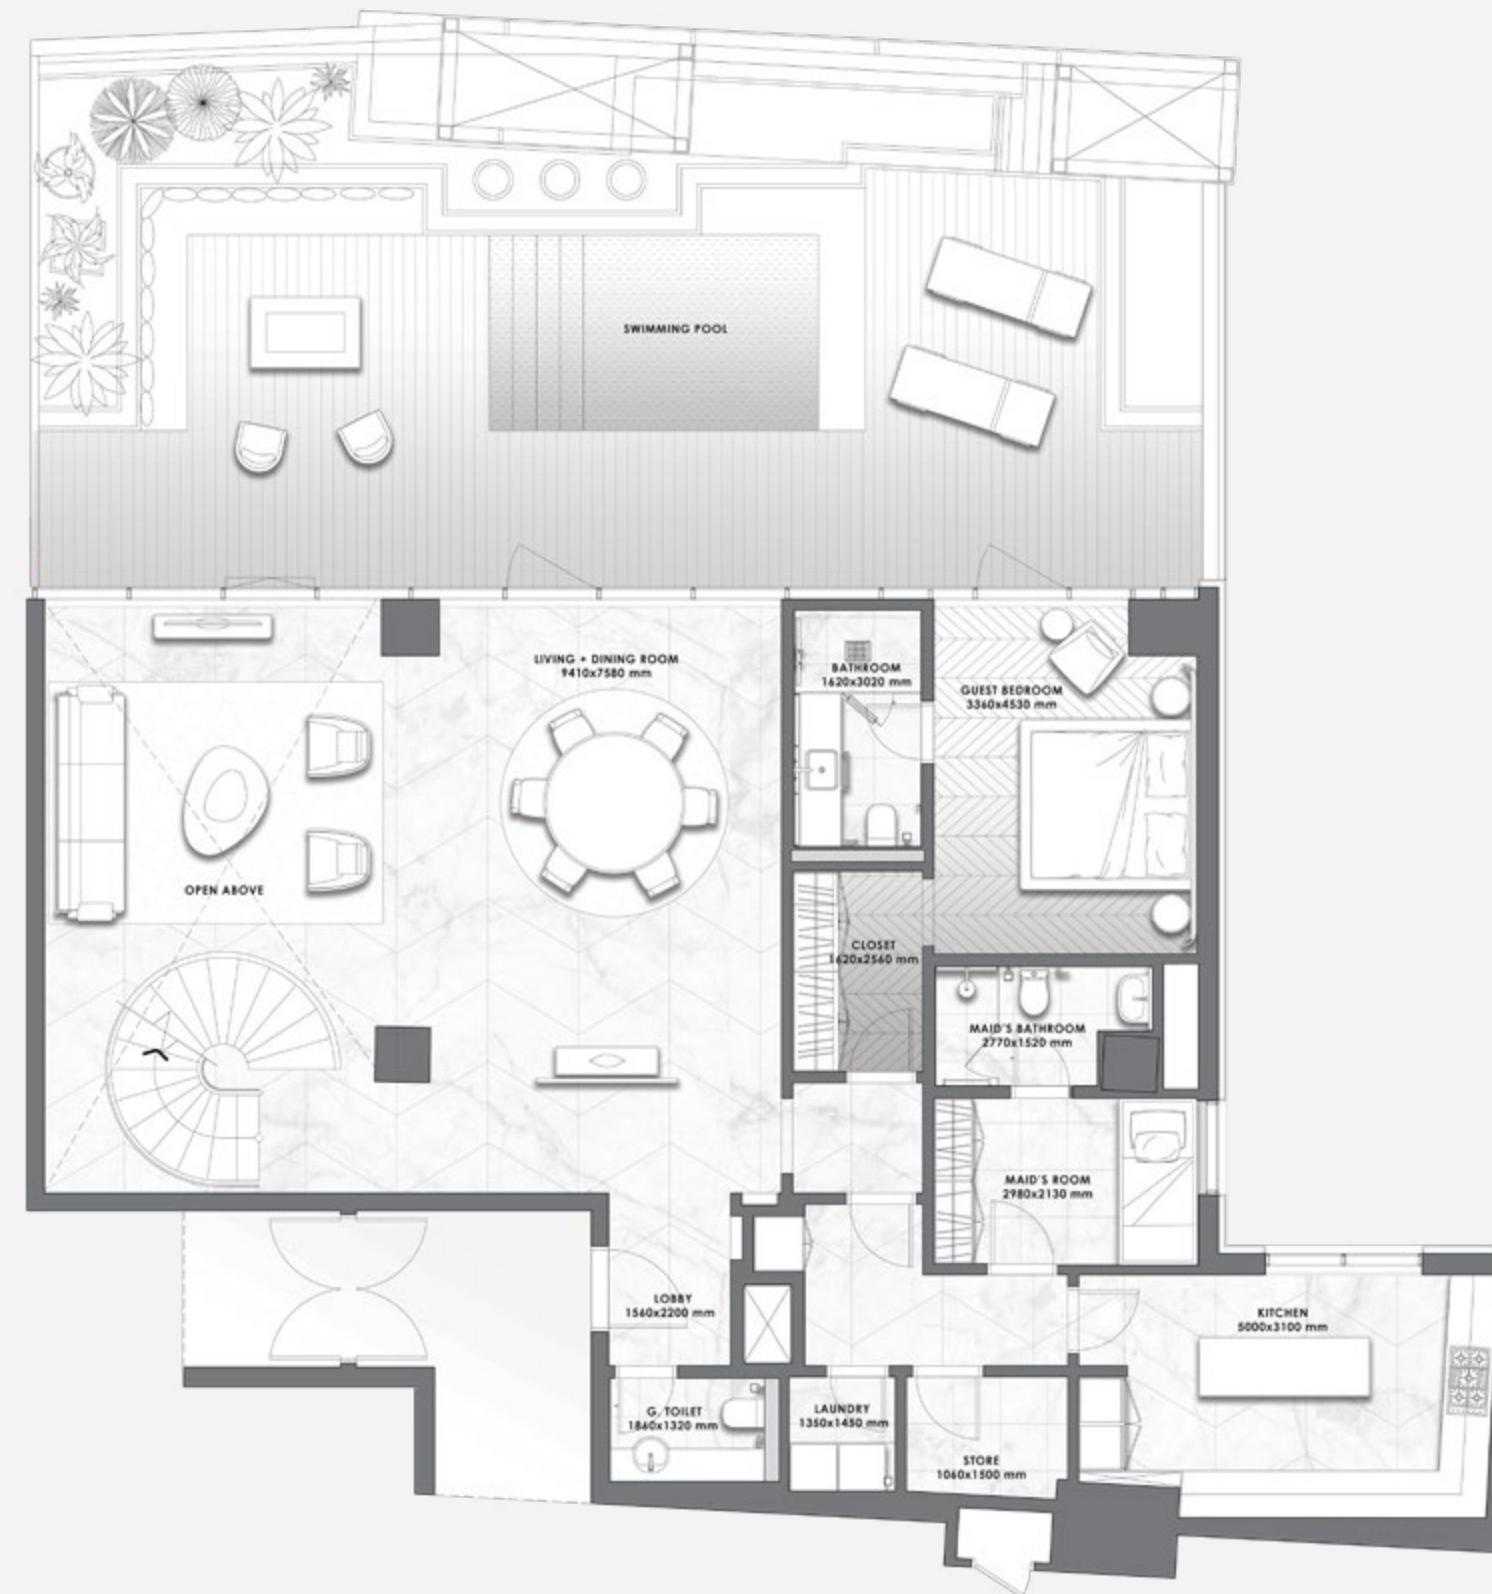 SWIMMING POOL
LIVING + DINING ROOM
9410x7580 mm
BATHROOM
1620x3020 mm
GUEST BEDROOM
3360x4530 mm
OPEN ABOVE
CLOSET
1620x2560 mm
MAID'S BATHROOM
2770x1520 mm
MAID'S ROOM
2980x2130 mm
LOBBY
1560x2200 mm
KITCHEN
5000x3100 mm
G. TOILET
1860x1320 mm
LAUNDRY
1350x1450 mm
STORE
1060x1500 mm